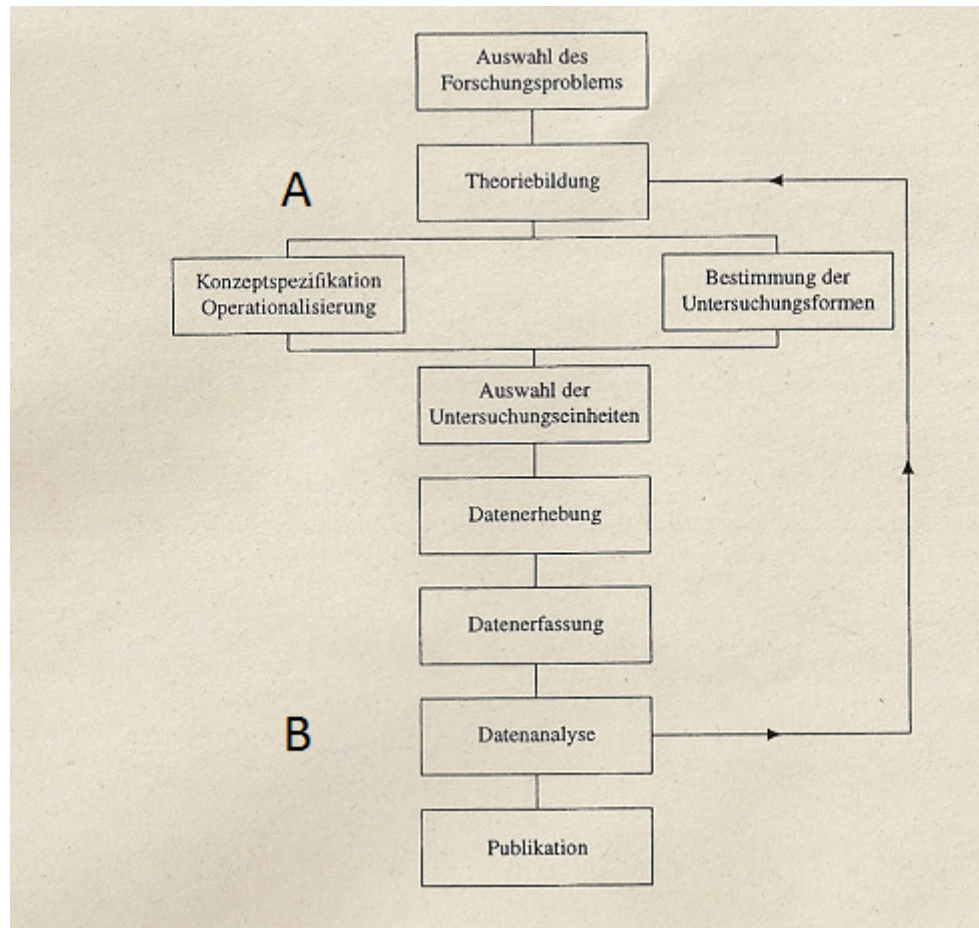 Auswahl des
Forschungsproblems
A
Theoriebildung
Konzeptspezifikation
Operationalisierung
Bestimmung der
Untersuchungsformen
Auswahl der
Untersuchungseinheiten
Datenerhebung
Datenerfassung
B
Datenanalyse
Publikation